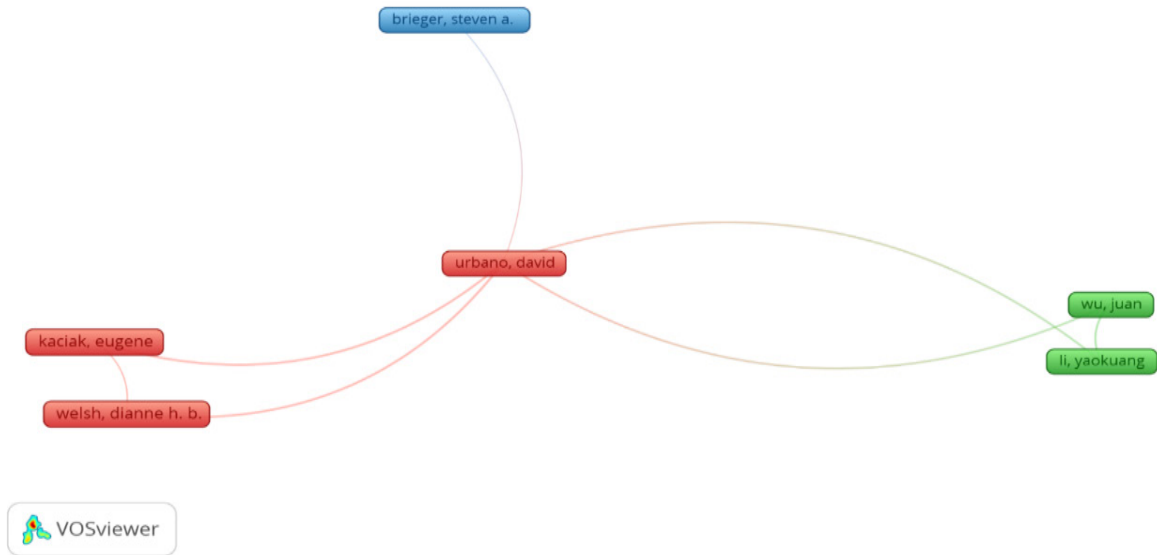 brieger, steven a.
urbano, david
wu, juan
kaciak, eugene
li, yaokuang
welsh, dianne h. b.
VOSviewer